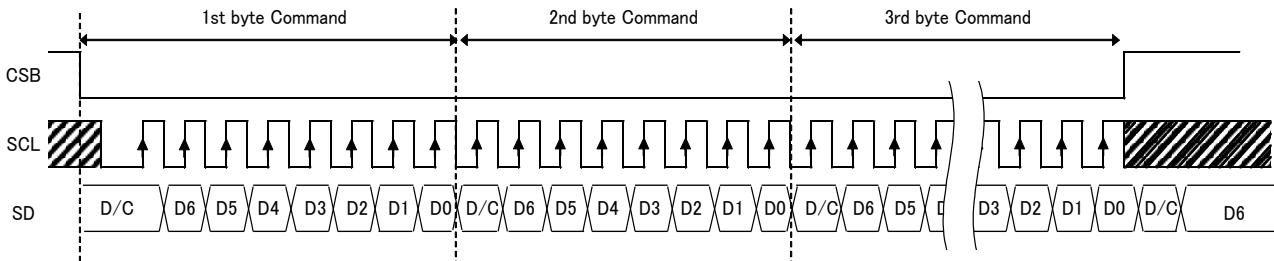 1st byte Command 2nd byte Command 3rd byte Command
CSB
SCL
SD D/C D6 D5 D4 D3 D2 D1 D0 D/C D6 D5 D4 D3 D2 D1 D0 D/C D6 D5 D3 D2 D1 D0 D/C D6